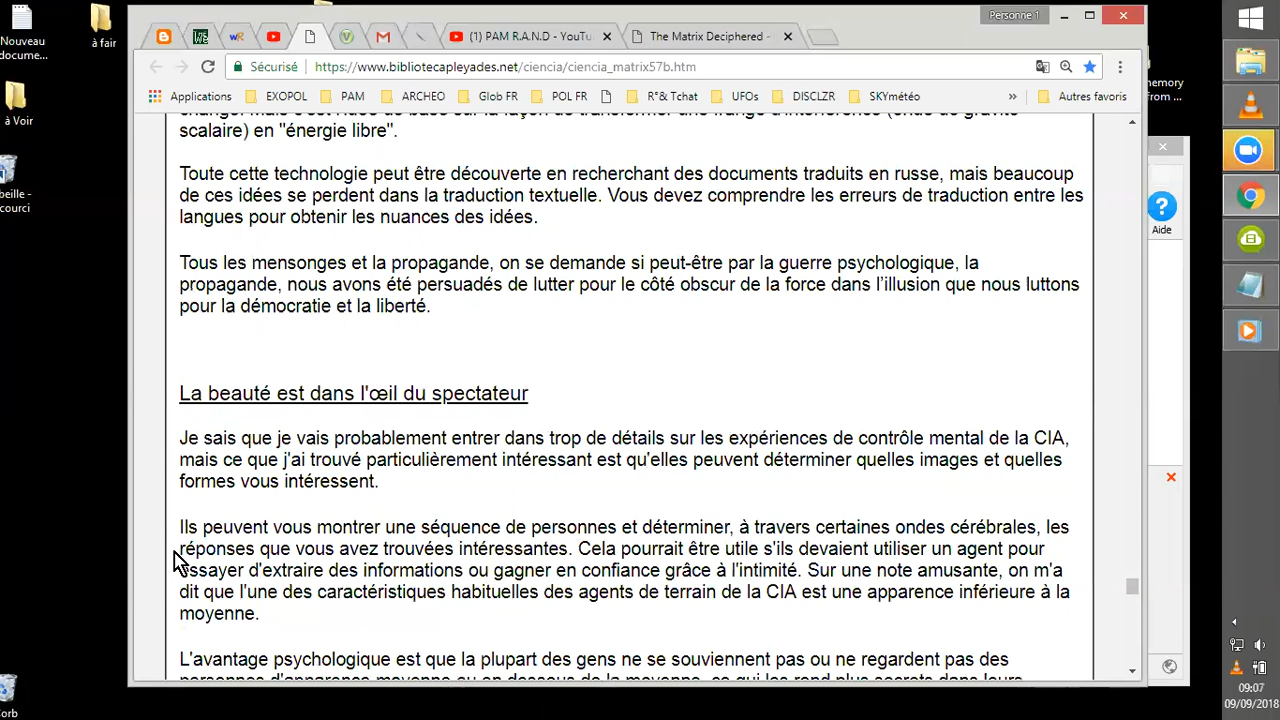 Personne 1
Nouveau
docume...
à fair
(1) PAM R.A.N.D - YouTu
The Matrix Deciphered -
Sécurisé
https://www.bibliotecapleyades.net/ciencia/ciencia_matrix57b.htm
Applications
EXOPOL
PAM
ARCHEO
Glob FR
POL FR
R°& Tchat
UFOs
DISCLZR
SKYmétéo
»
Autres favoris
memory
from ...
à Voir
beille -
courci
scalaire) en "énergie libre".
Toute cette technologie peut être découverte en recherchant des documents traduits en russe, mais beaucoup
de ces idées se perdent dans la traduction textuelle. Vous devez comprendre les erreurs de traduction entre les
langues pour obtenir les nuances des idées.
Tous les mensonges et la propagande, on se demande si peut-être par la guerre psychologique, la
propagande, nous avons été persuadés de lutter pour le côté obscur de la force dans l'illusion que nous luttons
pour la démocratie et la liberté.
La beauté est dans l'œil du spectateur
Je sais que je vais probablement entrer dans trop de détails sur les expériences de contrôle mental de la CIA,
mais ce que j'ai trouvé particulièrement intéressant est qu'elles peuvent déterminer quelles images et quelles
formes vous intéressent.
Ils peuvent vous montrer une séquence de personnes et déterminer, à travers certaines ondes cérébrales, les
réponses que vous avez trouvées intéressantes. Cela pourrait être utile s'ils devaient utiliser un agent pour
essayer d'extraire des informations ou gagner en confiance grâce à l'intimité. Sur une note amusante, on m'a
dit que l'une des caractéristiques habituelles des agents de terrain de la CIA est une apparence inférieure à la
moyenne.
L'avantage psychologique est que la plupart des gens ne se souviennent pas ou ne regardent pas des
Aide
Corb
09:07
09/09/2018